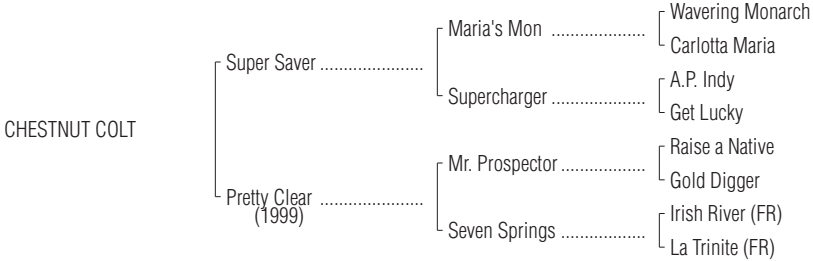 Wavering Monarch
Maria's Mon ....................
Carlotta Maria
Super Saver ......................
A.P. Indy
Supercharger ....................
Get Lucky
CHESTNUT COLT
Raise a Native
Mr. Prospector ..................
Gold Digger
Pretty Clear ......................
(1999)
Irish River (FR)
Seven Springs ..................
La Trinite (FR)